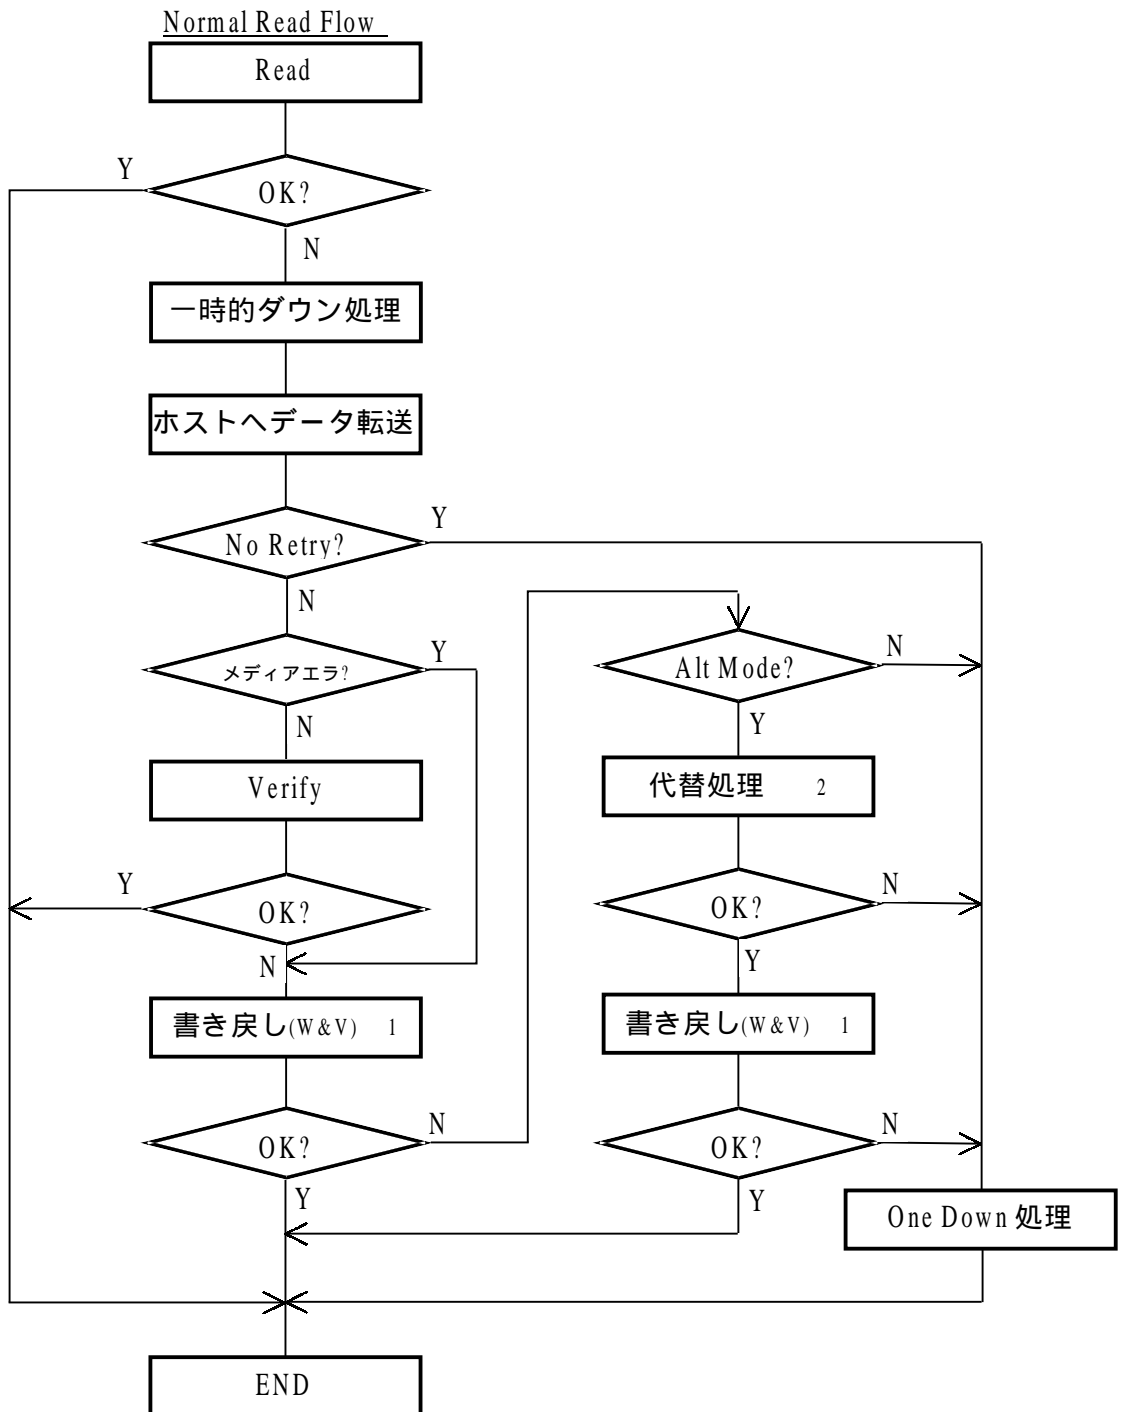 Normal Read Flow
Read
Y
OK?
N
一時的ダウン処理
ホストへデータ転送
Y
No Retry?
N
Y
メディアエラ?
N
Alt Mode?
N
Y
Verify
代替処理 2
Y
OK?
N
OK?
N
Y
書き戻し(W&V) 1
書き戻し(W&V) 1
N
OK?
Y
N
OK?
Y
One Down 処理
END